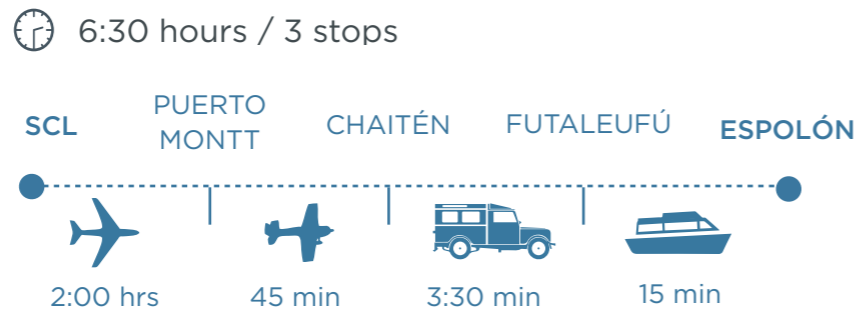 6:30 hours / 3 stops
SCL
PUERTO
MONTT
CHAITÉN
FUTALEUFÚ
ESPOLÓN
2:00 hrs
45 min
3:30 min
15 min